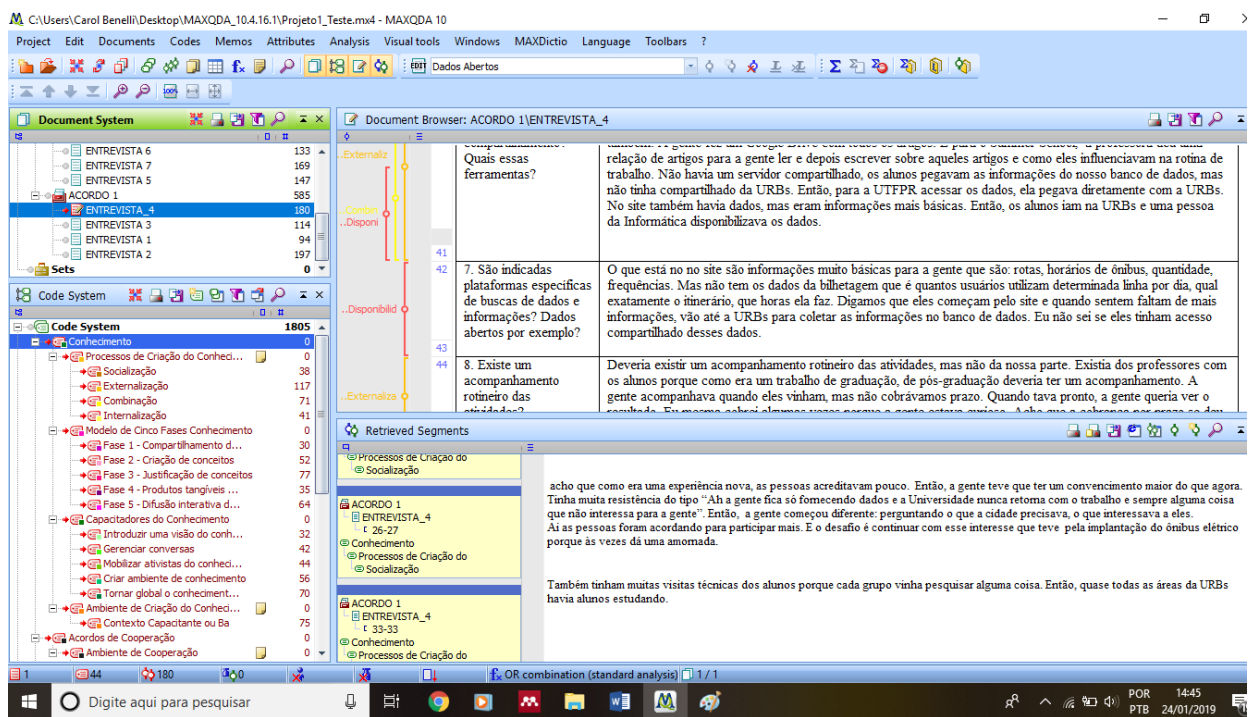 C:\Users\Carol Benelli\Desktop\MAXQDA_10.4.16.1\Projeto1_Teste.mx4 - MAXQDA 10
Project Edit Documents Codes Memos Attributes Analysis Visual tools Windows MAXDictio Language Toolbars ?
EDIT Dados Abertos
100%
Document System
ENTREVISTA 6 133
ENTREVISTA 7 169
ENTREVISTA 5 147
ACORDO 1 585
ENTREVISTA_4 180
ENTREVISTA 3 114
ENTREVISTA 1 94
ENTREVISTA 2 197
Sets 0
Code System
Code System 1805
Conhecimento 0
Processos de Criação do Conheci... 0
Socialização 38
Externalização 117
Combinação 71
Internalização 41
Modelo de Cinco Fases Conhecimento 0
Fase 1 - Compartilhamento d... 30
Fase 2 - Criação de conceitos 52
Fase 3 - Justificação de conceitos 77
Fase 4 - Produtos tangíveis ... 35
Fase 5 - Difusão interativa d... 64
Capacitadores do Conhecimento 0
Introduzir uma visão do conh... 32
Gerenciar conversas 42
Mobilizar ativistas do conheci... 44
Criar ambiente de conhecimento 56
Tornar global o conheciment... 70
Ambiente de Criação do Conheci... 0
Contexto Capacitante ou Ba 75
Acordos de Cooperação 0
Ambiente de Cooperação 0
Document Browser: ACORDO 1\ENTREVISTA_4
..Externaliz
..Disponi
Quais essas
ferramentas?
relação de artigos para a gente ler e depois escrever sobre aqueles artigos e como eles influenciavam na rotina de
trabalho. Não havia um servidor compartilhado, os alunos pegavam as informações do nosso banco de dados, mas
não tinha compartilhado da URBs. Então, para a UTFPR acessar os dados, ela pegava diretamente com a URBs.
No site também havia dados, mas eram informações mais básicas. Então, os alunos iam na URBs e uma pessoa
da Informática disponibilizava os dados.
41
42
..Disponibilid
7. São indicadas
plataformas específicas
de buscas de dados e
informações? Dados
abertos por exemplo?
O que está no no site são informações muito básicas para a gente que são: rotas, horários de ônibus, quantidade,
frequências. Mas não tem os dados da bilhetagem que é quantos usuários utilizam determinada linha por dia, qual
exatamente o itinerário, que horas ela faz. Digamos que eles começam pelo site e quando sentem faltam de mais
informações, vão até a URBs para coletar as informações no banco de dados. Eu não sei se eles tinham acesso
compartilhado desses dados.
43
44
..Externaliza
8. Existe um
acompanhamento
rotineiro das
Deveria existir um acompanhamento rotineiro das atividades, mas não da nossa parte. Existia dos professores com
os alunos porque como era um trabalho de graduação, de pós-graduação deveria ter um acompanhamento. A
gente acompanhava quando eles vinham, mas não cobrávamos prazo. Quando tava pronto, a gente queria ver o
Retrieved Segments
Processos de Criação do
Socialização
ACORDO 1
ENTREVISTA_4
26-27
Conhecimento
Processos de Criação do
Socialização
ACORDO 1
ENTREVISTA_4
33-33
Conhecimento
Processos de Criação do
acho que como era uma experiência nova, as pessoas acreditavam pouco. Então, a gente teve que ter um convencimento maior do que agora.
Tinha muita resistência do tipo “Ah a gente fica só fornecendo dados e a Universidade nunca retorna com o trabalho e sempre alguma coisa
que não interessa para a gente”. Então, a gente começou diferente: perguntando o que a cidade precisava, o que interessava a eles.
Aí as pessoas foram acordando para participar mais. E o desafio é continuar com esse interesse que teve pela implantação do ônibus elétrico
porque às vezes dá uma amornada.
Também tinham muitas visitas técnicas dos alunos porque cada grupo vinha pesquisar alguma coisa. Então, quase todas as áreas da URBs
havia alunos estudando.
1 44 180 0 OR combination (standard analysis) 1 / 1
Digite aqui para pesquisar
POR 14:45
PTB 24/01/2019